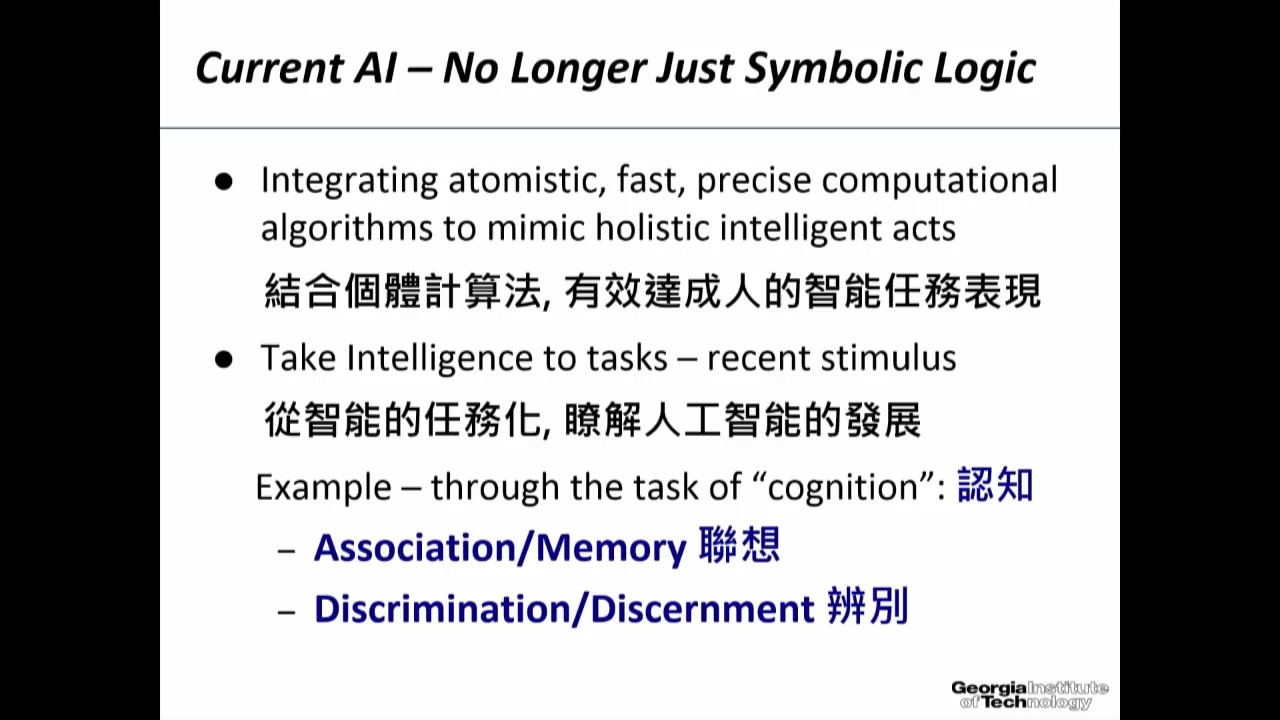 Current AI – No Longer Just Symbolic Logic
● Integrating atomistic, fast, precise computational
algorithms to mimic holistic intelligent acts
結合個體計算法, 有效達成人的智能任務表現
● Take Intelligence to tasks – recent stimulus
從智能的任務化, 瞭解人工智能的發展
Example – through the task of “cognition”: 認知
– Association/Memory 聯想
– Discrimination/Discernment 辨別
Georgia Institute
of Technology